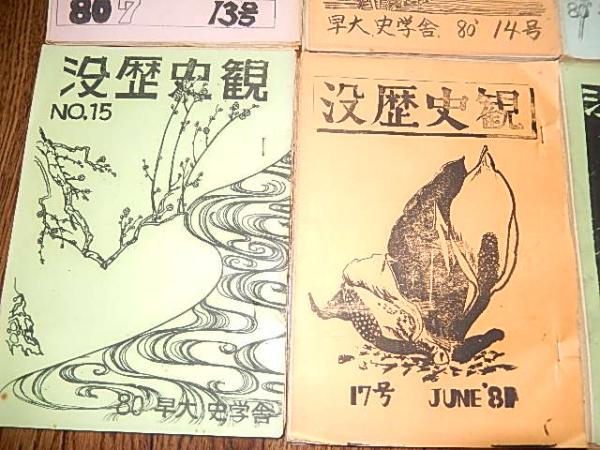 80 7 13号
早大史学舎 80' 14号
没歴史観
NO.15
80 早大史学舎
没歴史観
17号 JUNE '81